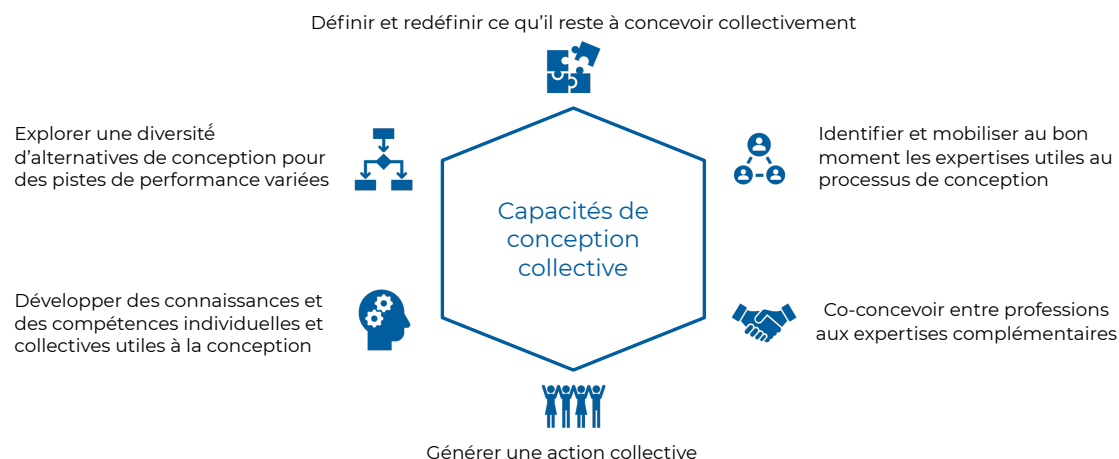 Définir et redéfinir ce qu'il reste à concevoir collectivement
Explorer une diversité
d'alternatives de conception pour
des pistes de performance variées
Identifier et mobiliser au bon
moment les expertises utiles au
processus de conception
Capacités de
conception
collective
Développer des connaissances et
des compétences individuelles et
collectives utiles à la conception
Co-concevoir entre professions
aux expertises complémentaires
Générer une action collective